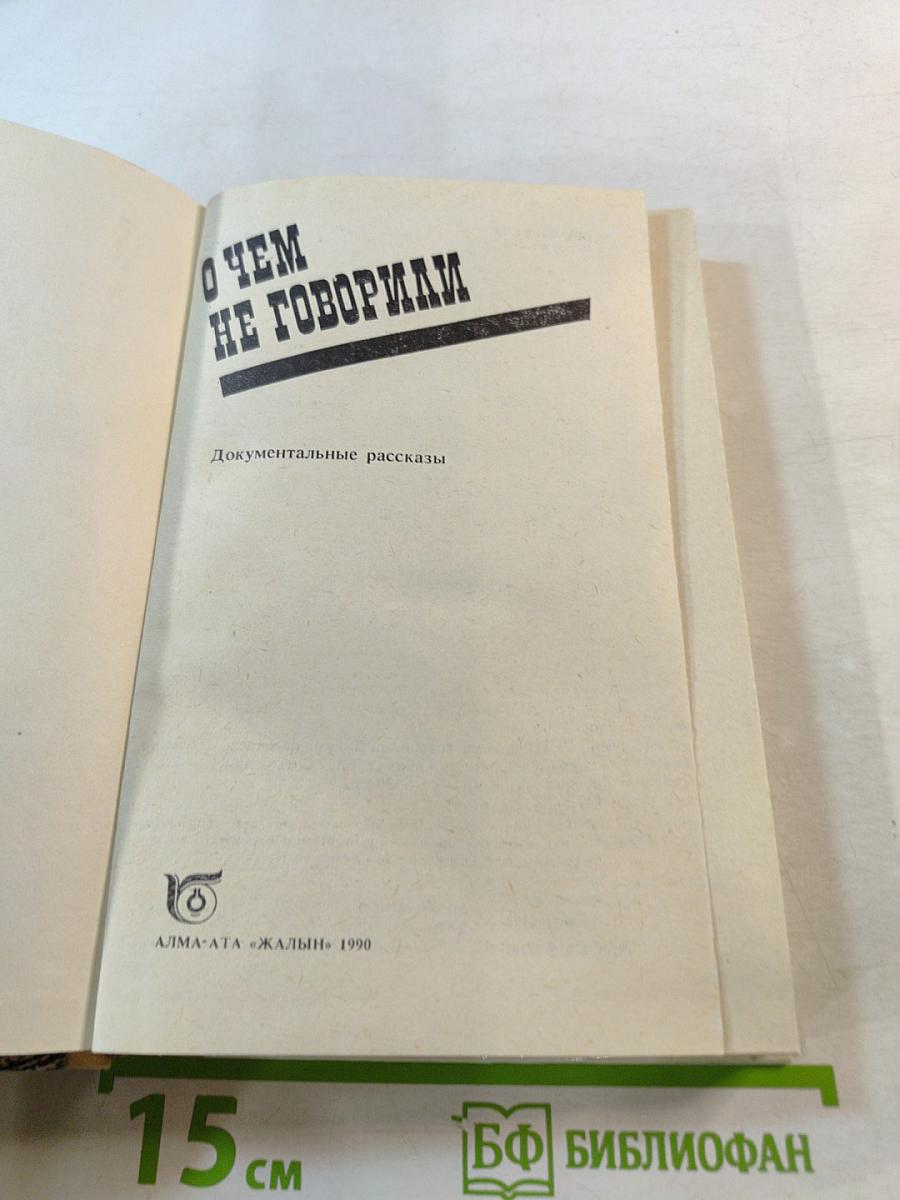 О ЧЕМ
НЕ ГОВОРИЛИ
Документальные рассказы
АЛМА-АТА «ЖАЛЫН» 1990
15 см
БФ БИБЛИОФАН